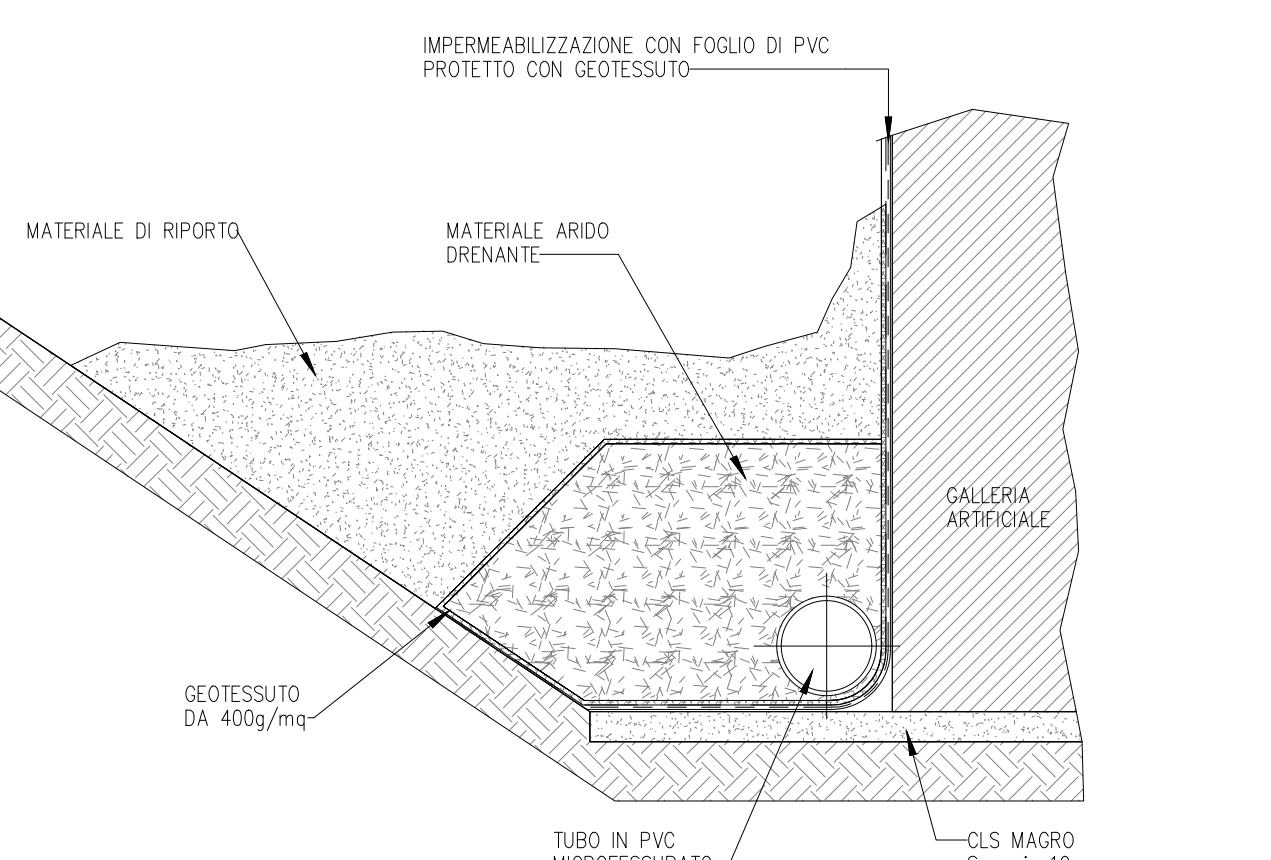 IMPERMEABILIZZAZIONE CON FOGLIO DI PVC
PROTETTO CON GEOTESSUTO
MATERIALE DI RIPORTO
MATERIALE ARIDO
DRENANTE
GALLERIA
ARTIFICIALE
GEOTESSUTO
DA 400g/mq
TUBO IN PVC
MICROFESSURATO
CLS MAGRO